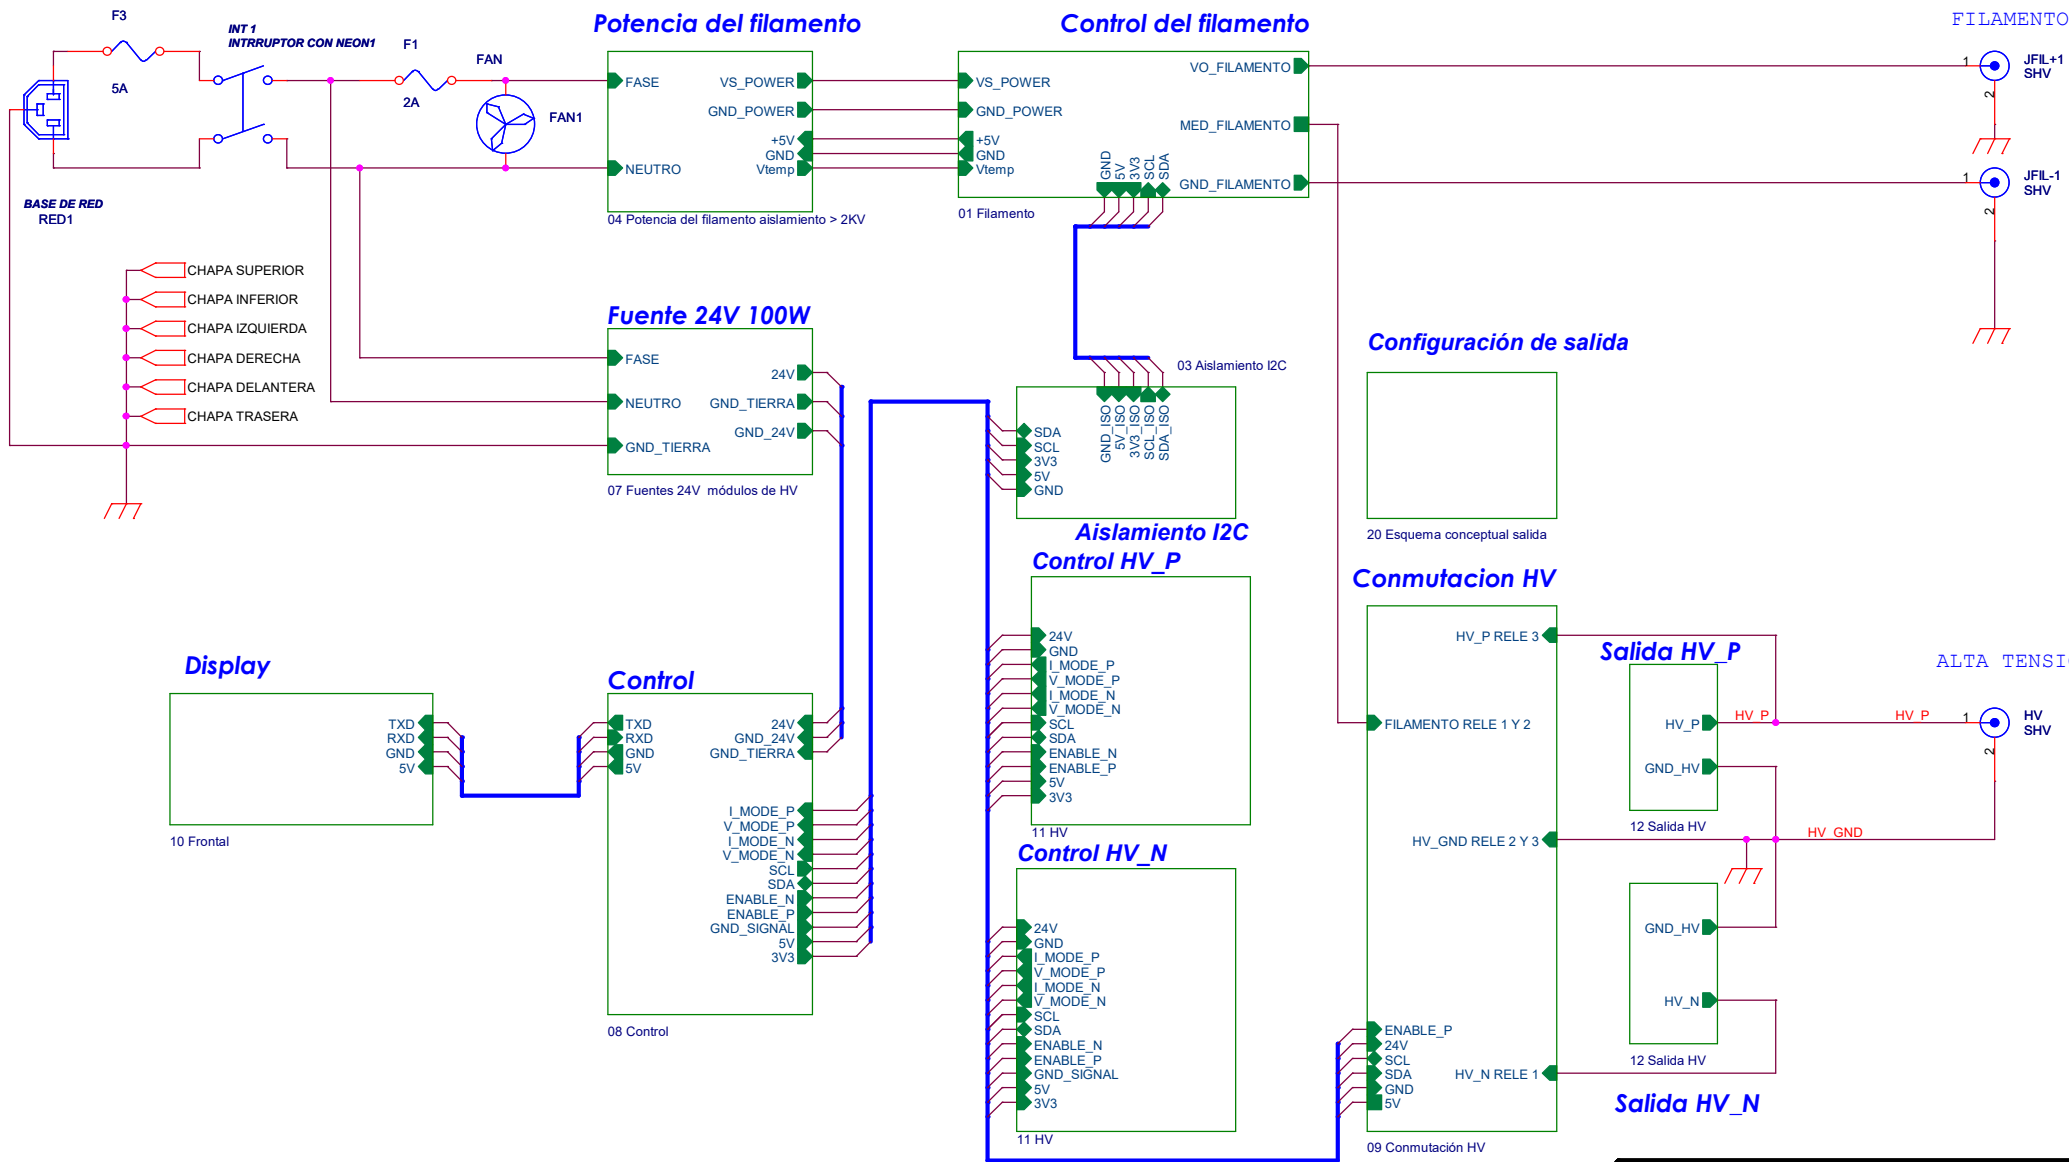 F3
5A
INT 1
INTRRUPTOR CON NEON1
F1
2A
FAN
FAN1
BASE DE RED
RED1
CHAPA SUPERIOR
CHAPA INFERIOR
CHAPA IZQUIERDA
CHAPA DERECHA
CHAPA DELANTERA
CHAPA TRASERA
Potencia del filamento
FASE
NEUTRO
VS_POWER
GND_POWER
+5V
GND
Vtemp
04 Potencia del filamento aislamiento > 2KV
Control del filamento
VS_POWER
GND_POWER
+5V
GND
Vtemp
VO_FILAMENTO
MED_FILAMENTO
GND_FILAMENTO
GND
5V
3V3
SCL
SDA
01 Filamento
FILAMENTO
1
2
JFIL+1
SHV
1
2
JFIL-1
SHV
Fuente 24V 100W
FASE
NEUTRO
GND_TIERRA
24V
GND_TIERRA
GND_24V
07 Fuentes 24V módulos de HV
03 Aislamiento I2C
GND_ISO
5V_ISO
3V3_ISO
SCL_ISO
SDA_ISO
SDA
SCL
3V3
5V
GND
Aislamiento I2C
Configuración de salida
20 Esquema conceptual salida
Display
TXD
RXD
GND
5V
10 Frontal
Control
TXD
RXD
GND
5V
24V
GND_24V
GND_TIERRA
I_MODE_P
V_MODE_P
I_MODE_N
V_MODE_N
SCL
SDA
ENABLE_N
ENABLE_P
GND_SIGNAL
5V
3V3
08 Control
Control HV_P
24V
GND
I_MODE_P
V_MODE_P
I_MODE_N
V_MODE_N
SCL
SDA
ENABLE_N
ENABLE_P
5V
3V3
11 HV
Control HV_N
24V
GND
I_MODE_P
V_MODE_P
I_MODE_N
V_MODE_N
SCL
SDA
ENABLE_N
ENABLE_P
GND_SIGNAL
5V
3V3
11 HV
Conmutacion HV
HV_P RELE 3
FILAMENTO RELE 1 Y 2
HV_GND RELE 2 Y 3
ENABLE_P
24V
SCL
SDA
GND
5V
HV_N RELE 1
09 Conmutación HV
Salida HV_P
HV_P
GND_HV
12 Salida HV
HV_P
HV_P
HV_GND
ALTA TENSI
1
2
HV
SHV
GND_HV
HV_N
12 Salida HV
Salida HV_N